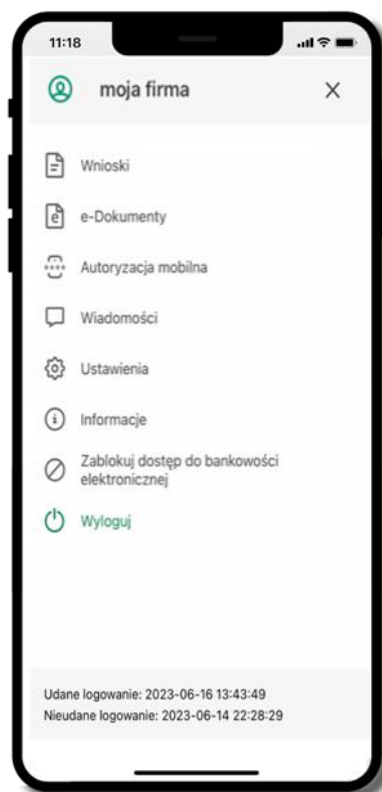 11:18
moja firma
Wnioski
e-Dokumenty
Autoryzacja mobilna
Wiadomości
Ustawienia
Informacje
Zablokuj dostęp do bankowości
elektronicznej
Wyloguj
Udane logowanie: 2023-06-16 13:43:49
Nieudane logowanie: 2023-06-14 22:28:29